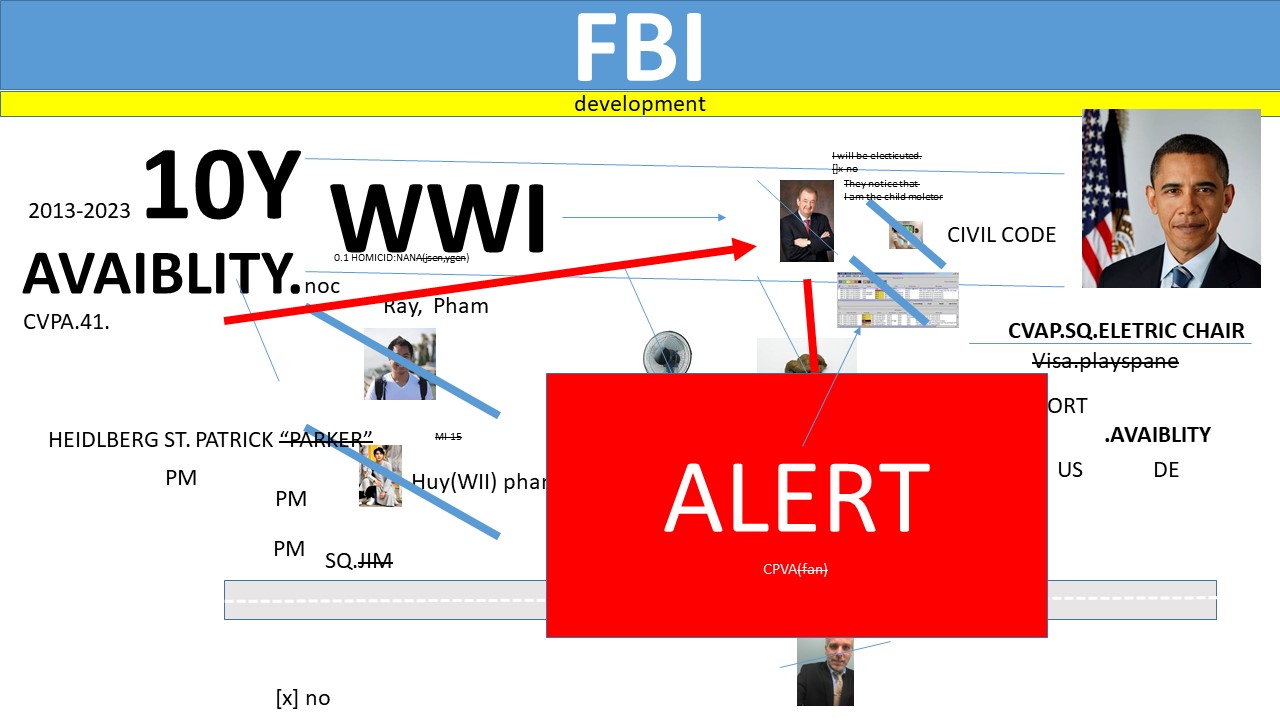 FBI
development
I will be electicuted.
[]x no
They notice that
I am the child moletor
10Y
2013-2023
WWI
CIVIL CODE
0.1 HOMICID:NANA(jsen,ygen)
AVAIBLITY.noc
Ray, Pham
CVPA.41.
CVAP.SQ.ELETRIC CHAIR
Visa.playspane
ORT
.AVAIBLITY
HEIDLBERG ST. PATRICK “PARKER”
MI-15
US DE
PM
Huy(WII) phar
PM
ALERT
PM
SQ.JIM
CPVA(fan)
[x] no